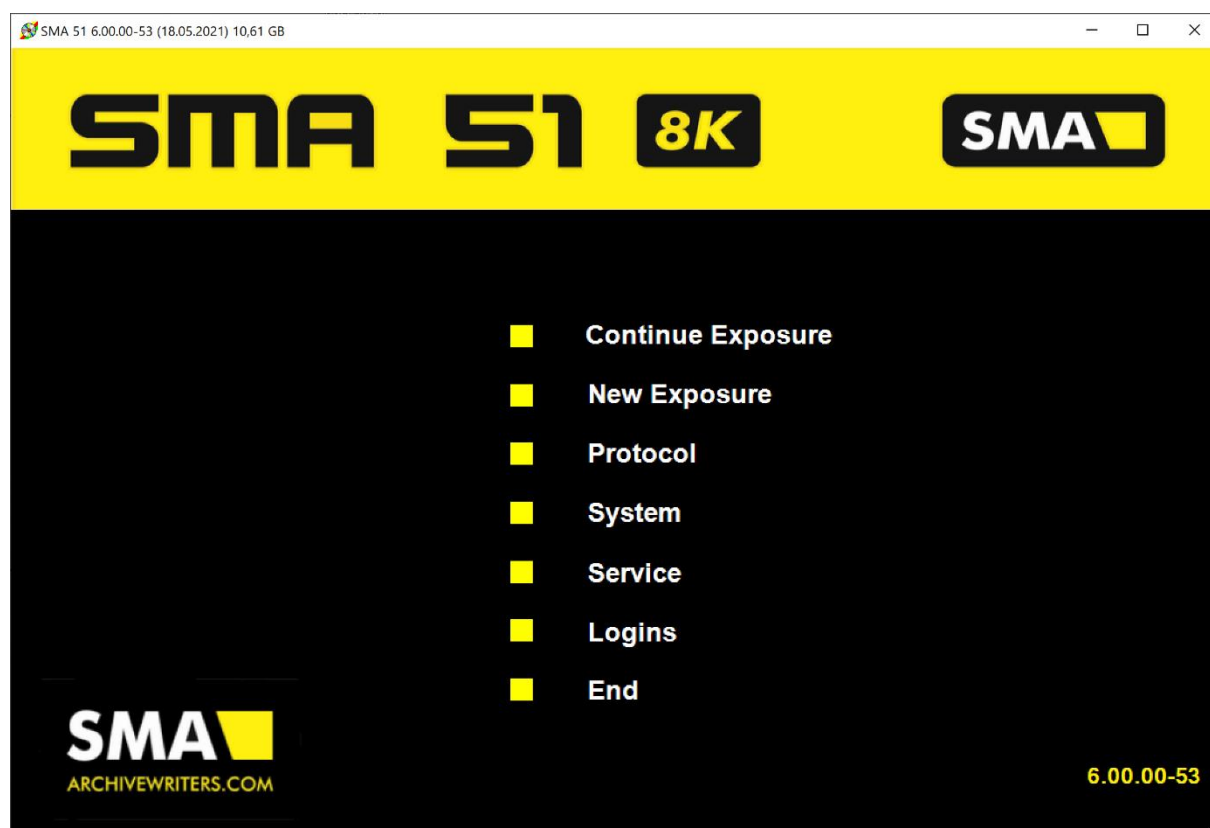 SMA 51 6.00.00-53 (18.05.2021) 10,61 GB
SMA 51 8K SMA
Continue Exposure
New Exposure
Protocol
System
Service
Logins
End
SMA
ARCHIVEWRITERS.COM
6.00.00-53